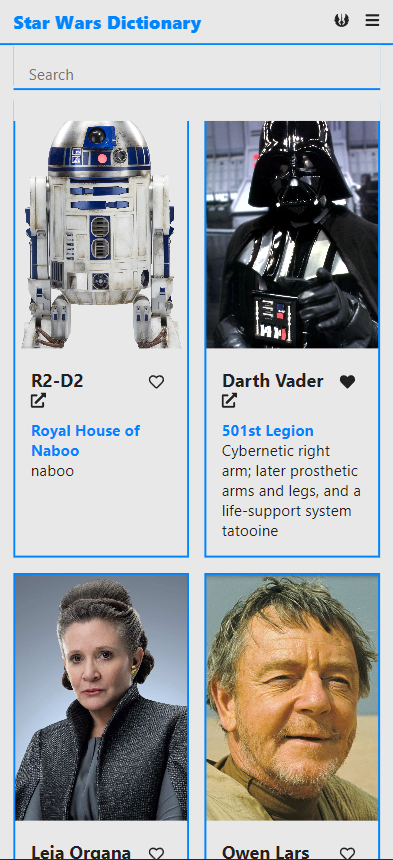 Star Wars Dictionary
Search
R2-D2
Royal House of
Naboo
naboo
Darth Vader
501st Legion
Cybernetic right
arm; later prosthetic
arms and legs, and a
life-support system
tatooine
Leia Organa
Owen Lars